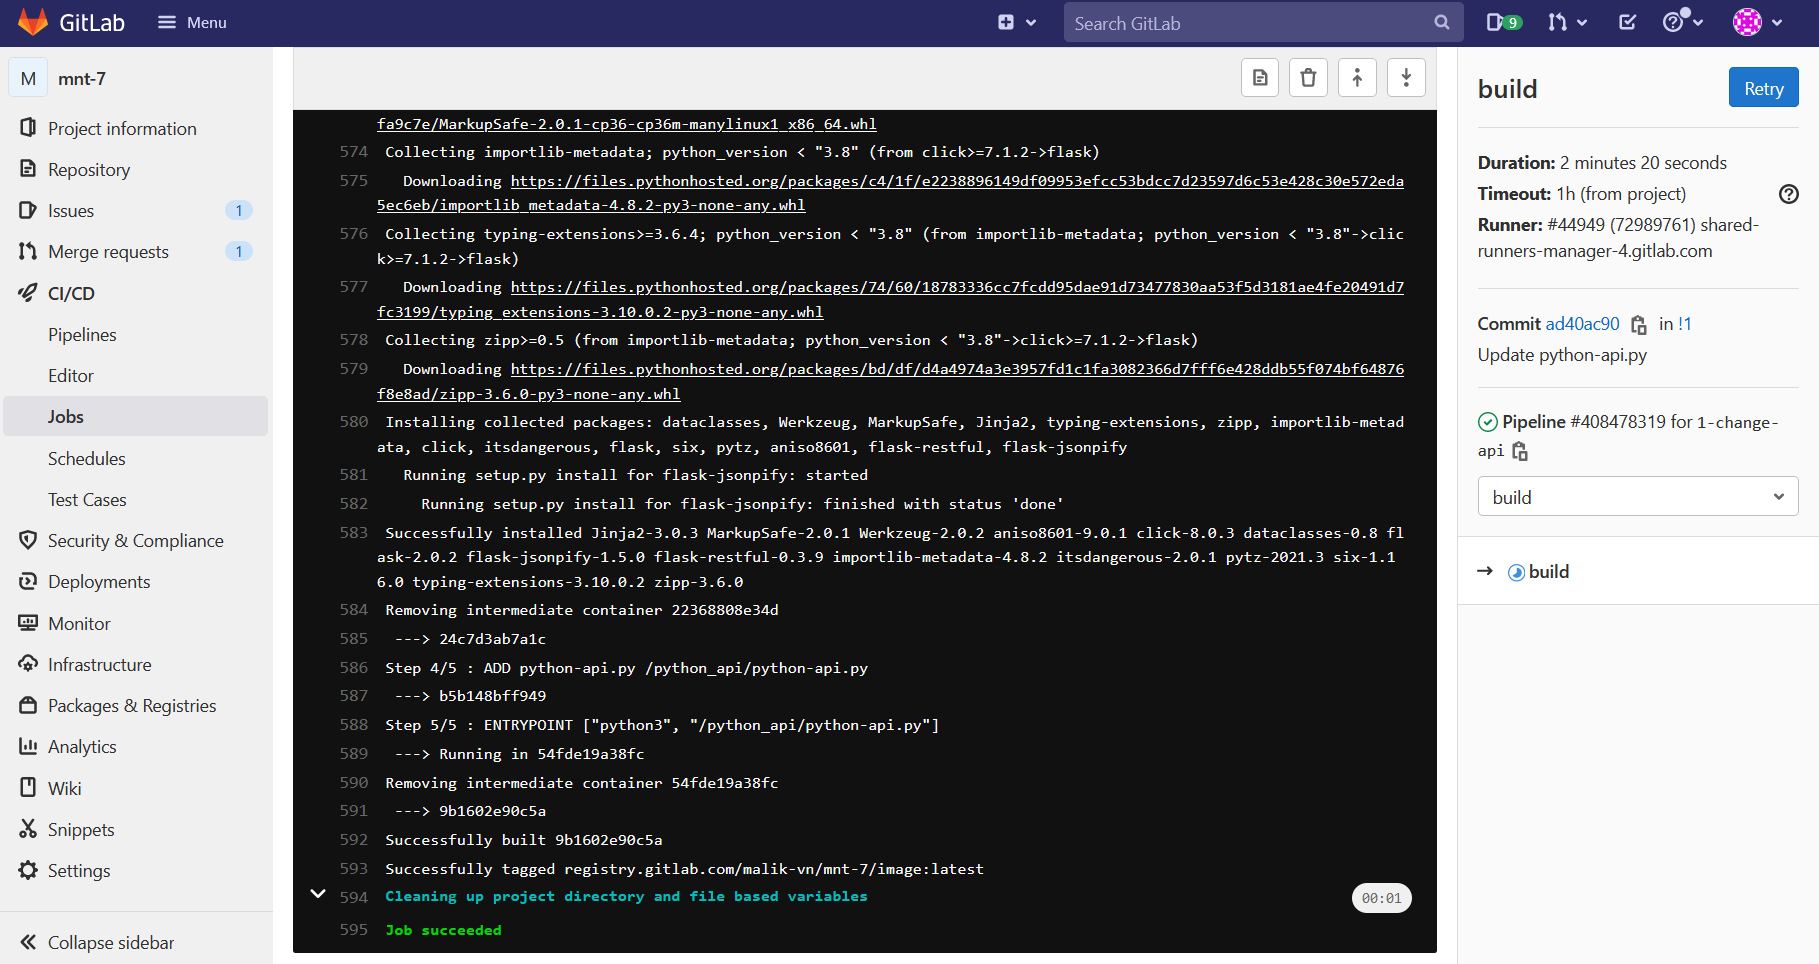 GitLab
Menu
Search GitLab
9
M
mnt-7
Project information
Repository
Issues
1
Merge requests
1
CI/CD
Pipelines
Editor
Jobs
Schedules
Test Cases
Security & Compliance
Deployments
Monitor
Infrastructure
Packages & Registries
Analytics
Wiki
Snippets
Settings
Collapse sidebar
fa9c7e/MarkupSafe-2.0.1-cp36-cp36m-manylinux1_x86_64.whl
574 Collecting importlib-metadata; python_version < "3.8" (from click>=7.1.2->flask)
575 Downloading https://files.pythonhosted.org/packages/c4/1f/e2238896149df09953efcc53bdcc7d23597d6c53e428c30e572eda
5ec6eb/importlib_metadata-4.8.2-py3-none-any.whl
576 Collecting typing-extensions>=3.6.4; python_version < "3.8" (from importlib-metadata; python_version < "3.8"->clic
k>=7.1.2->flask)
577 Downloading https://files.pythonhosted.org/packages/74/60/18783336cc7fcdd95dae91d73477830aa53f5d3181ae4fe20491d7
fc3199/typing_extensions-3.10.0.2-py3-none-any.whl
578 Collecting zipp>=0.5 (from importlib-metadata; python_version < "3.8"->click>=7.1.2->flask)
579 Downloading https://files.pythonhosted.org/packages/bd/df/d4a4974a3e3957fd1c1fa3082366d7fff6e428ddb55f074bf64876
f8e8ad/zipp-3.6.0-py3-none-any.whl
580 Installing collected packages: dataclasses, Werkzeug, MarkupSafe, Jinja2, typing-extensions, zipp, importlib-metad
ata, click, itsdangerous, flask, six, pytz, aniso8601, flask-restful, flask-jsonpify
581 Running setup.py install for flask-jsonpify: started
582 Running setup.py install for flask-jsonpify: finished with status 'done'
583 Successfully installed Jinja2-3.0.3 MarkupSafe-2.0.1 Werkzeug-2.0.2 aniso8601-9.0.1 click-8.0.3 dataclasses-0.8 fl
ask-2.0.2 flask-jsonpify-1.5.0 flask-restful-0.3.9 importlib-metadata-4.8.2 itsdangerous-2.0.1 pytz-2021.3 six-1.1
6.0 typing-extensions-3.10.0.2 zipp-3.6.0
584 Removing intermediate container 22368808e34d
585 ---> 24c7d3ab7a1c
586 Step 4/5 : ADD python-api.py /python_api/python-api.py
587 ---> b5b148bff949
588 Step 5/5 : ENTRYPOINT ["python3", "/python_api/python-api.py"]
589 ---> Running in 54fde19a38fc
590 Removing intermediate container 54fde19a38fc
591 ---> 9b1602e90c5a
592 Successfully built 9b1602e90c5a
593 Successfully tagged registry.gitlab.com/malik-vn/mnt-7/image:latest
594 Cleaning up project directory and file based variables
00:01
595 Job succeeded
build
Retry
Duration: 2 minutes 20 seconds
Timeout: 1h (from project)
Runner: #44949 (72989761) shared-
runners-manager-4.gitlab.com
Commit ad40ac90 in !1
Update python-api.py
Pipeline #408478319 for 1-change-
api
build
→ build